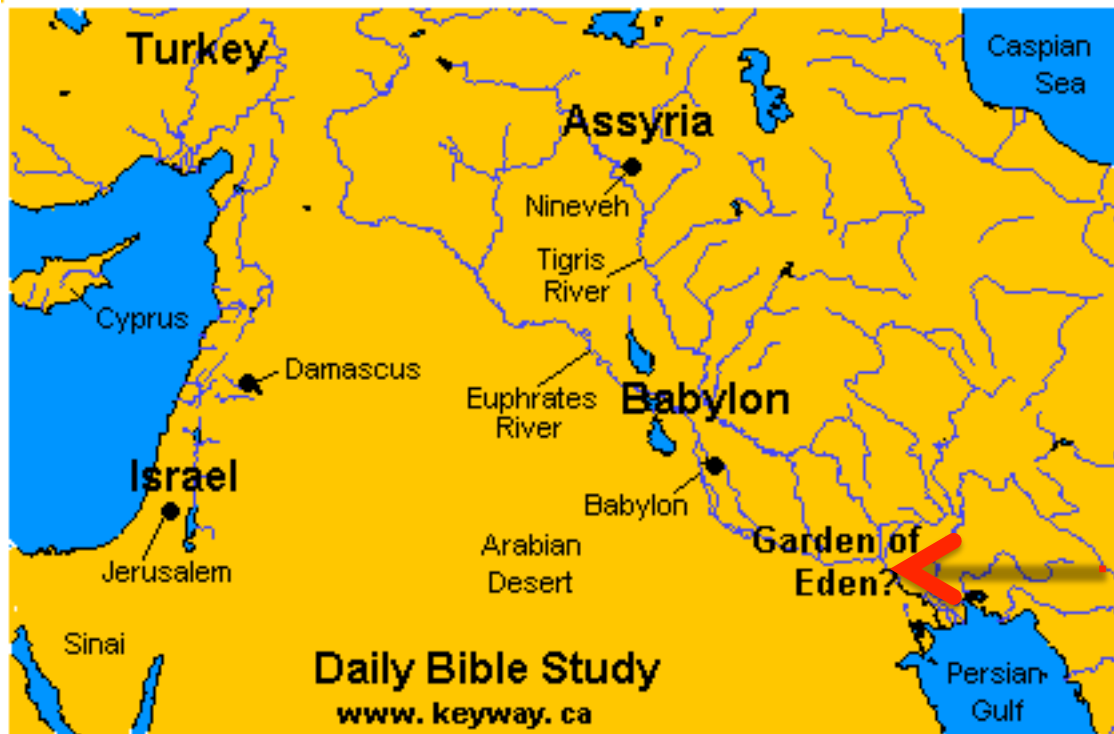 Turkey
Caspian
Sea
Assyria
Nineveh
Tigris
River
Cyprus
Damascus
Euphrates
River
Babylon
Israel
Babylon
Jerusalem
Arabian
Desert
Garden of
Eden?
Sinai
Daily Bible Study
www.keyway.ca
Persian
Gulf